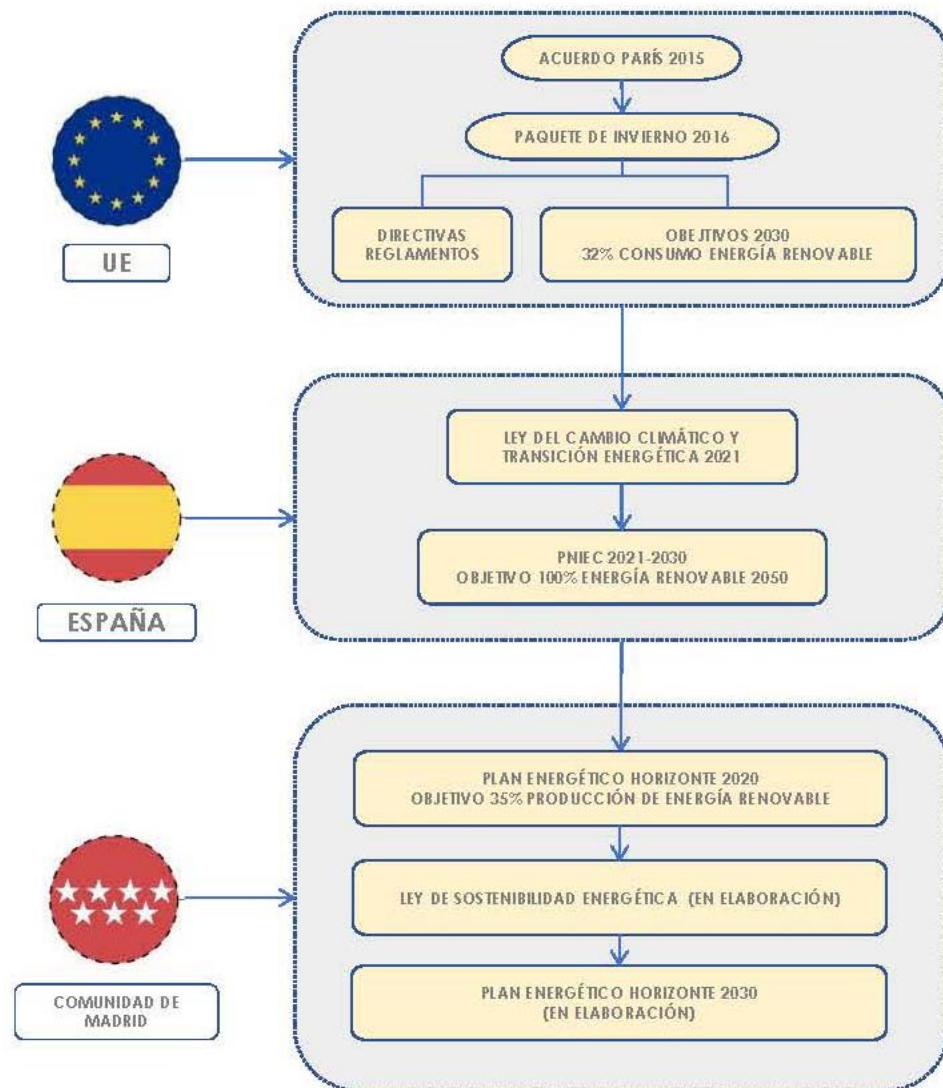 ACUERDO PARÍS 2015
PAQUETE DE INVIERNO 2016
DIRECTIVAS
REGLAMENTOS
OBEJTIVOS 2030
32% CONSUMO ENERGÍA RENOVABLE
UE
LEY DEL CAMBIO CLIMÁTICO Y
TRANSICIÓN ENERGÉTICA 2021
PNIEC 2021-2030
OBJETIVO 100% ENERGÍA RENOVABLE 2050
ESPAÑA
PLAN ENERGÉTICO HORIZONTE 2020
OBJETIVO 35% PRODUCCIÓN DE ENERGÍA RENOVABLE
LEY DE SOSTENIBILIDAD ENERGÉTICA (EN ELABORACIÓN)
PLAN ENERGÉTICO HORIZONTE 2030
(EN ELABORACIÓN)
COMUNIDAD DE
MADRID